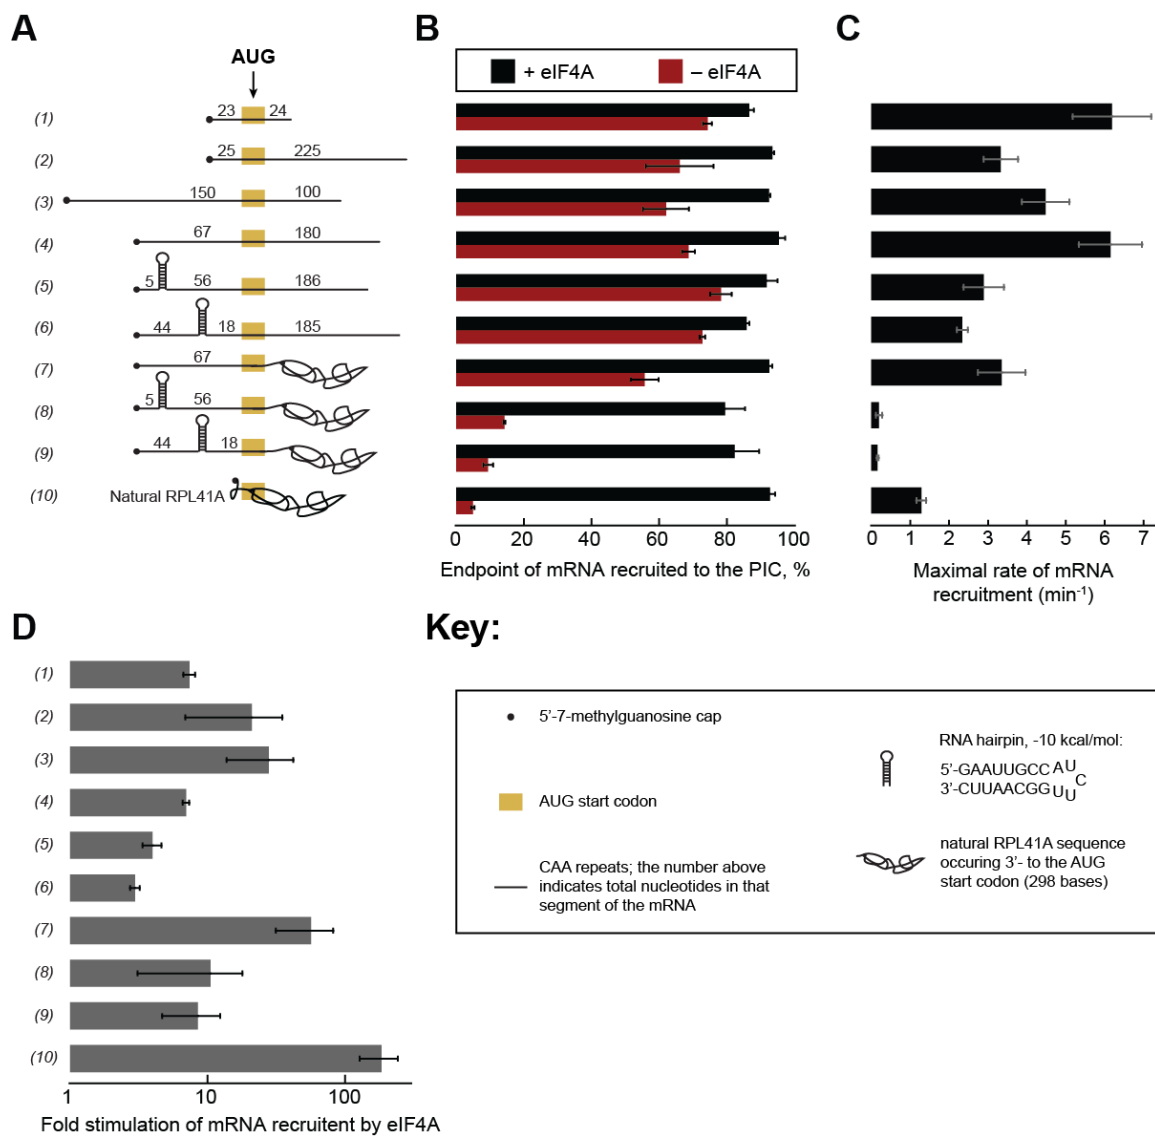 A
B
C
AUG
+ eIF4A
– eIF4A
(1)
23
24
(2)
25
225
(3)
150
100
(4)
67
180
(5)
5
56
186
(6)
44
18
185
(7)
67
(8)
5
56
(9)
44
18
(10)
Natural RPL41A
0
20
40
60
80
100
Endpoint of mRNA recruited to the PIC, %
0
1
2
3
4
5
6
7
Maximal rate of mRNA
recruitment (min⁻¹)
D
(1)
(2)
(3)
(4)
(5)
(6)
(7)
(8)
(9)
(10)
1
10
100
Fold stimulation of mRNA recruitent by eIF4A
Key:
5’-7-methylguanosine cap
AUG start codon
CAA repeats; the number above
indicates total nucleotides in that
segment of the mRNA
RNA hairpin, -10 kcal/mol:
5’-GAAUUGCC A U
C
3’-CUUAACGG U U
natural RPL41A sequence
occuring 3’- to the AUG
start codon (298 bases)